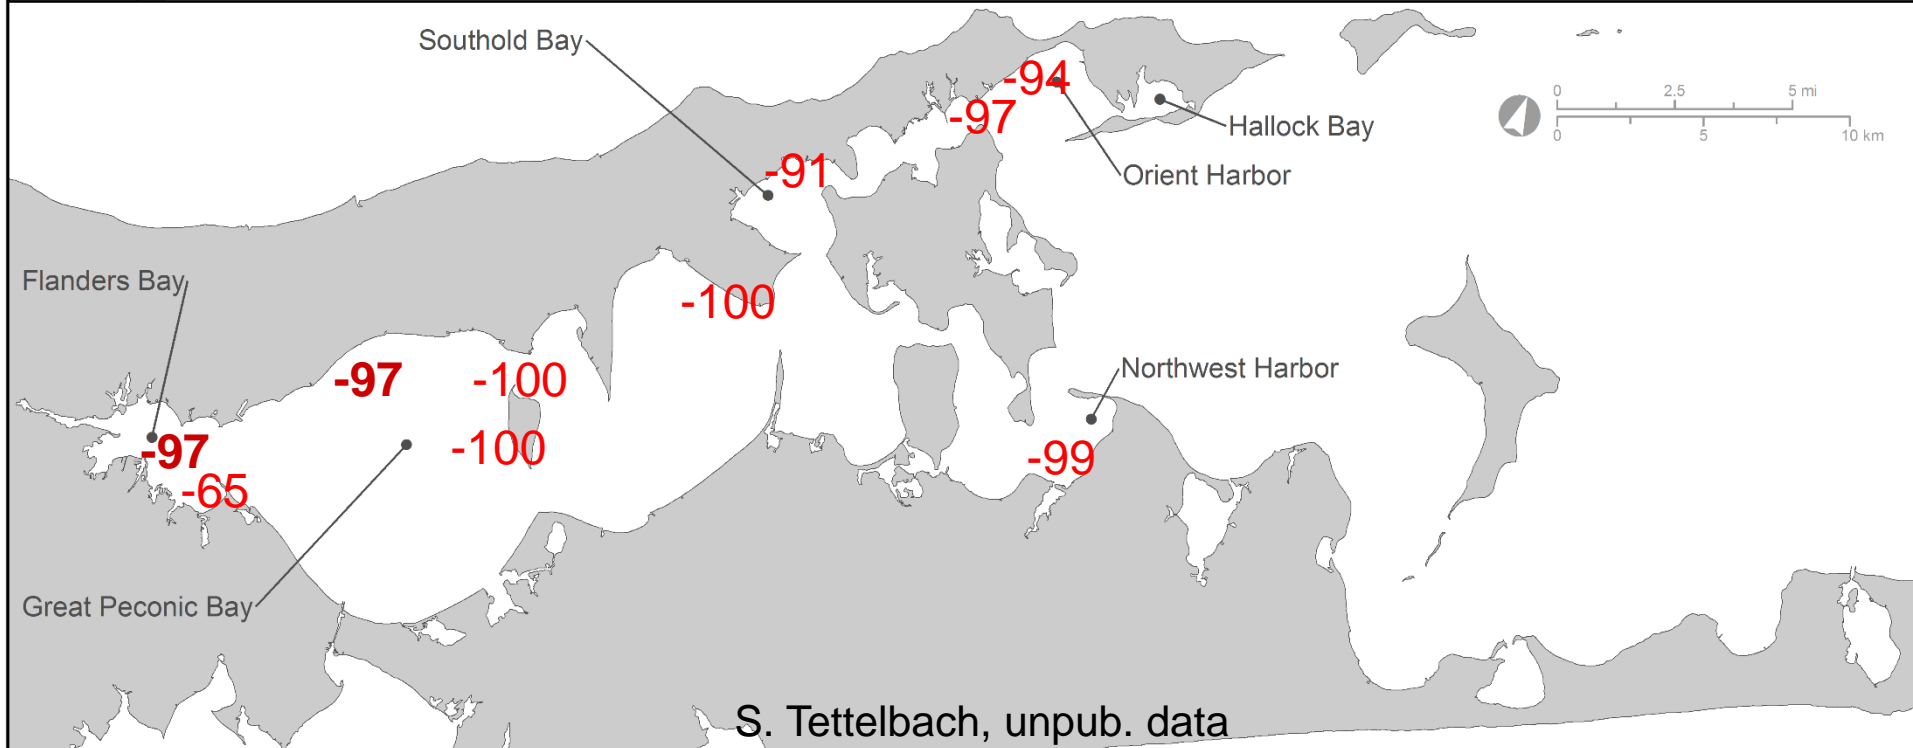 Southold Bay
-94
0 2.5 5 mi
-97
Hallock Bay
0 5 10 km
-91
Orient Harbor
Flanders Bay
-100
Northwest Harbor
-97
-100
-97
-100
-99
-65
Great Peconic Bay
S. Tettelbach, unpub. data